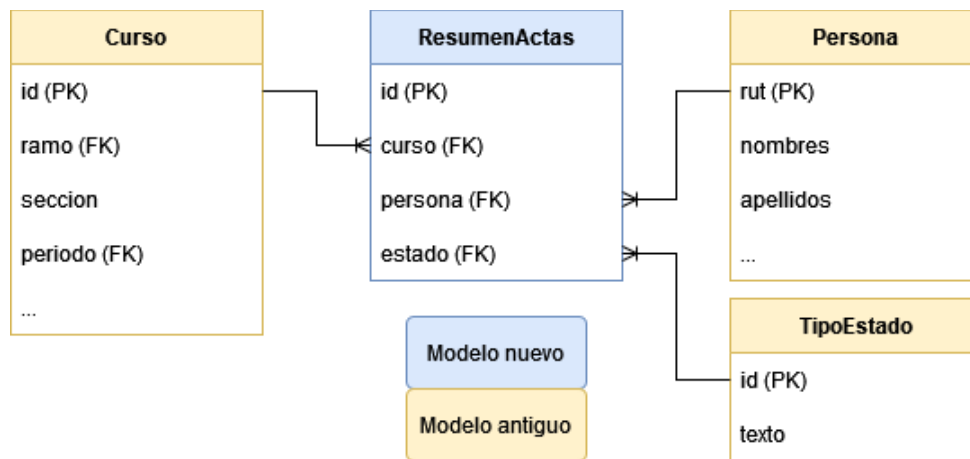 Curso
id (PK)
ramo (FK)
seccion
periodo (FK)
...
ResumenActas
id (PK)
curso (FK)
persona (FK)
estado (FK)
Persona
rut (PK)
nombres
apellidos
...
TipoEstado
id (PK)
texto
Modelo nuevo
Modelo antiguo